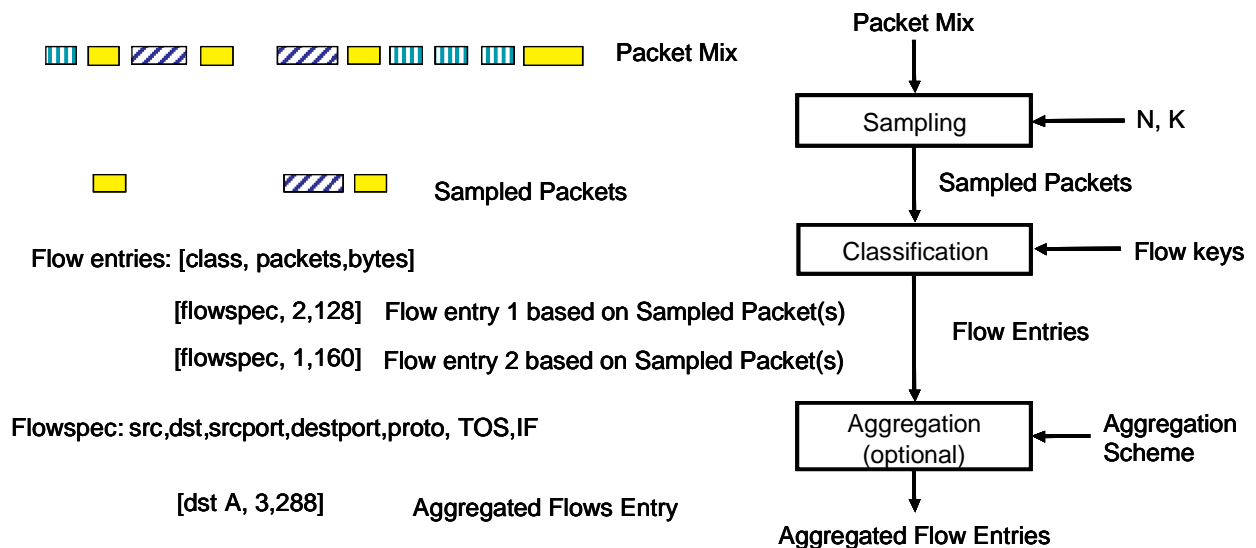 Packet Mix
Packet Mix
Sampling
N, K
Sampled Packets
Sampled Packets
Flow entries: [class, packets,bytes]
Classification
Flow keys
[flowspec, 2,128] Flow entry 1 based on Sampled Packet(s)
Flow Entries
[flowspec, 1,160] Flow entry 2 based on Sampled Packet(s)
Flowspec: src,dst,srcport,destport,proto, TOS,IF
Aggregation
(optional)
Aggregation
Scheme
[dst A, 3,288] Aggregated Flows Entry
Aggregated Flow Entries